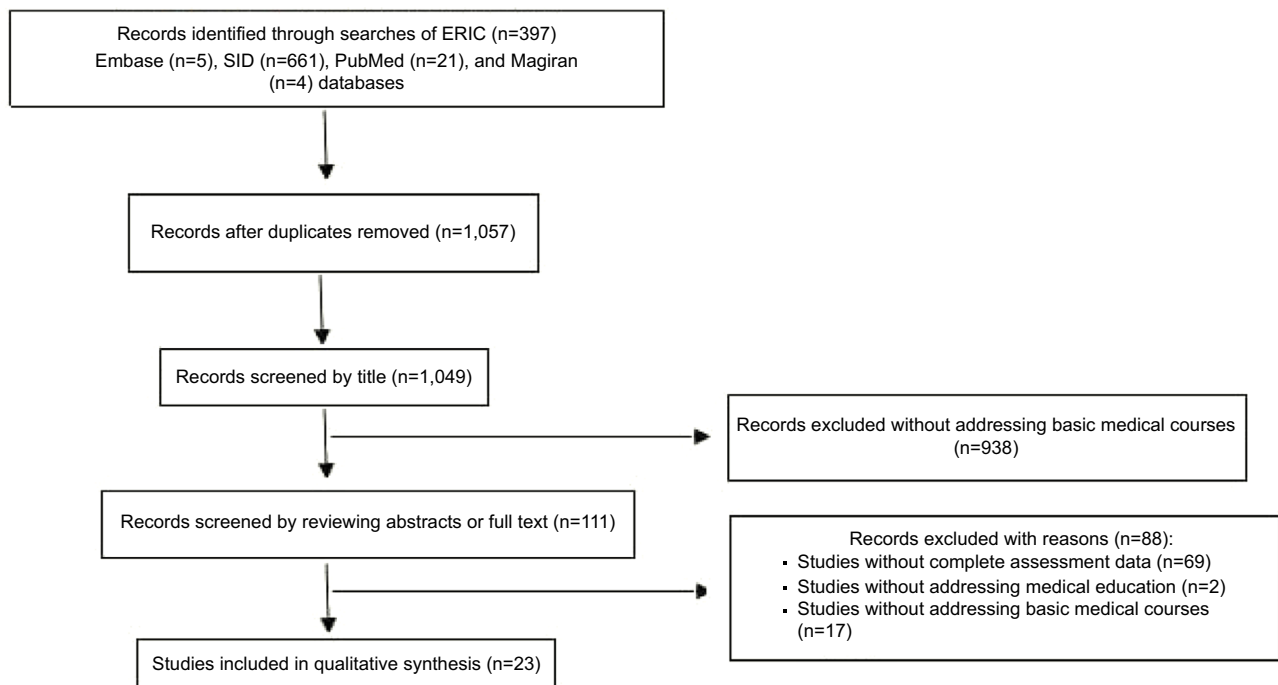 Records identified through searches of ERIC (n=397)
Embase (n=5), SID (n=661), PubMed (n=21), and Magiran
(n=4) databases
Records after duplicates removed (n=1,057)
Records screened by title (n=1,049)
Records excluded without addressing basic medical courses
(n=938)
Records screened by reviewing abstracts or full text (n=111)
Records excluded with reasons (n=88):
▪ Studies without complete assessment data (n=69)
▪ Studies without addressing medical education (n=2)
▪ Studies without addressing basic medical courses
(n=17)
Studies included in qualitative synthesis (n=23)